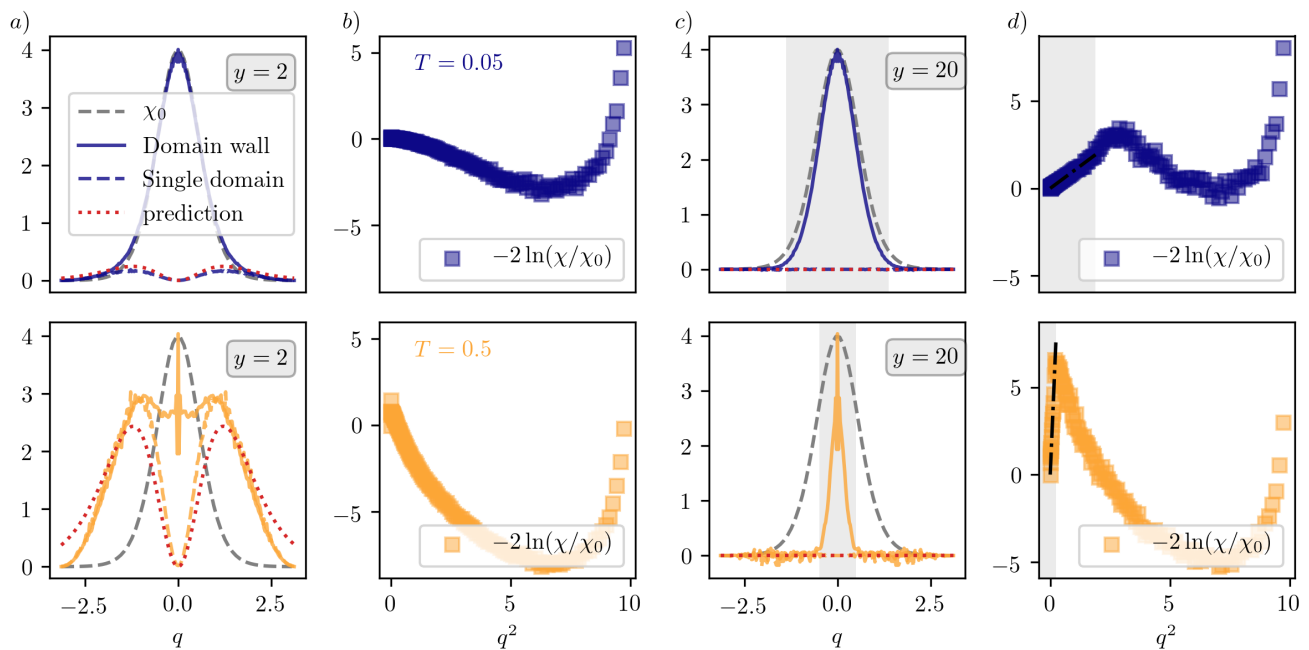 a)
b)
c)
d)
4
3
2
1
0
y = 2
χ₀
Domain wall
Single domain
prediction
5
0
−5
T = 0.05
−2 ln(χ/χ₀)
4
3
2
1
0
y = 20
5
0
−5
−2 ln(χ/χ₀)
4
3
2
1
0
y = 2
−2.5
0.0
2.5
q
5
0
−5
T = 0.5
−2 ln(χ/χ₀)
0
5
10
q²
4
3
2
1
0
y = 20
−2.5
0.0
2.5
q
5
0
−5
−2 ln(χ/χ₀)
0
5
10
q²